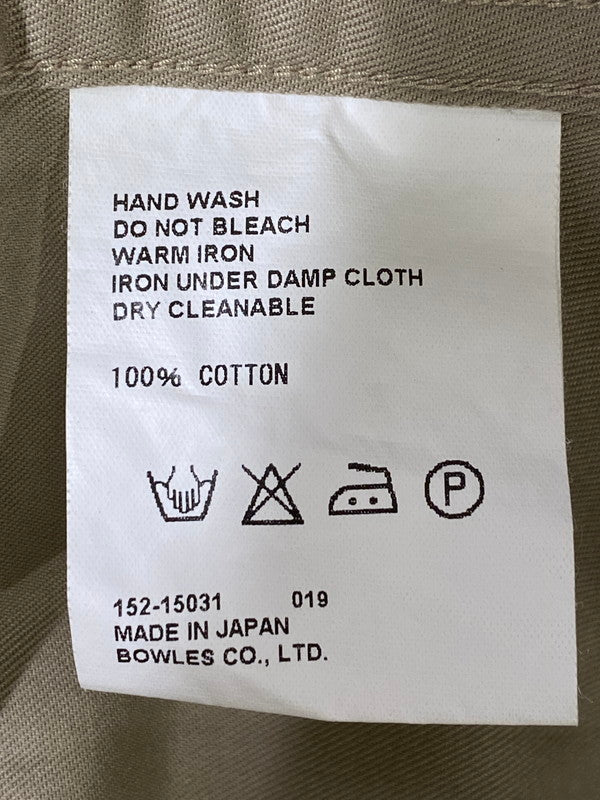 HAND WASH
DO NOT BLEACH
WARM IRON
IRON UNDER DAMP CLOTH
DRY CLEANABLE
100% COTTON
P
152-15031 019
MADE IN JAPAN
BOWLES CO., LTD.